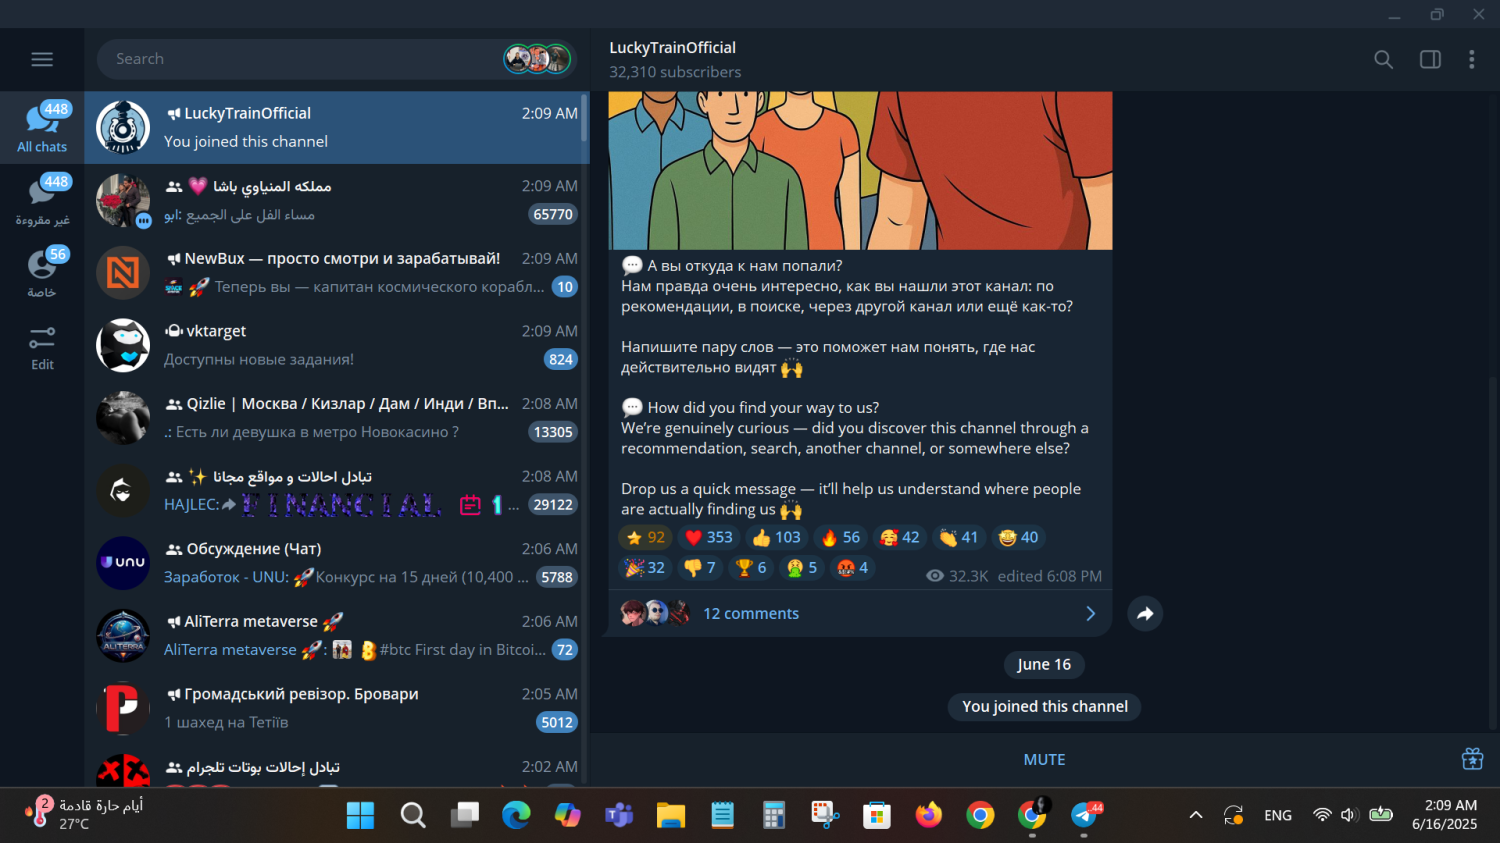 LuckyTrainOfficial
32,310 subscribers
Search
448
All chats
448
غير مقروءة
56
خاصة
Edit
LuckyTrainOfficial 2:09 AM
You joined this channel
مملكه المنياوي باشا 💗 2:09 AM
ابو: مساء الفل على الجميع 65770
NewBux — просто смотри и зарабатывай! 2:09 AM
🚀 Теперь вы — капитан космического корабл... 10
vktarget 2:09 AM
Доступны новые задания! 824
Qizlie | Москва / Кизлар / Дам / Инди / Вп... 2:08 AM
.: Есть ли девушка в метро Новокасино ? 13305
تبادل احالات و مواقع مجانا ✨ 2:08 AM
HAJLEC: FINANCIAL 1 ... 29122
unu
Обсуждение (Чат) 2:06 AM
Заработок - UNU: 🚀Конкурс на 15 дней (10,400 ... 5788
ALITERRA
AliTerra metaverse 🚀 2:06 AM
AliTerra metaverse 🚀: #btc First day in Bitcoi... 72
Громадський ревізор. Бровари 2:05 AM
1 шахед на Тетіїв 5012
تبادل إحالات بوتات تلجرام 2:02 AM
💬 А вы откуда к нам попали?
Нам правда очень интересно, как вы нашли этот канал: по
рекомендации, в поиске, через другой канал или ещё как-то?
Напишите пару слов — это поможет нам понять, где нас
действительно видят 🙌
💬 How did you find your way to us?
We’re genuinely curious — did you discover this channel through a
recommendation, search, another channel, or somewhere else?
Drop us a quick message — it’ll help us understand where people
are actually finding us 🙌
⭐ 92 ❤️ 353 👍 103 🔥 56 🥰 42 👏 41 🤩 40
🎉 32 👎 7 🏆 6 🤮 5 🤬 4
32.3K edited 6:08 PM
12 comments
June 16
You joined this channel
MUTE
2
أيام حارة قادمة
27°C
44
ENG
2:09 AM
6/16/2025